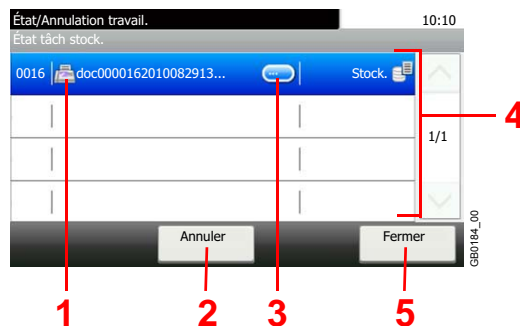 État/Annulation travail. 10:10
État tâch stock.
0016 doc0000162010082913... Stock.
4
1/1
Annuler Fermer
GB0184_00
1 2 3 5